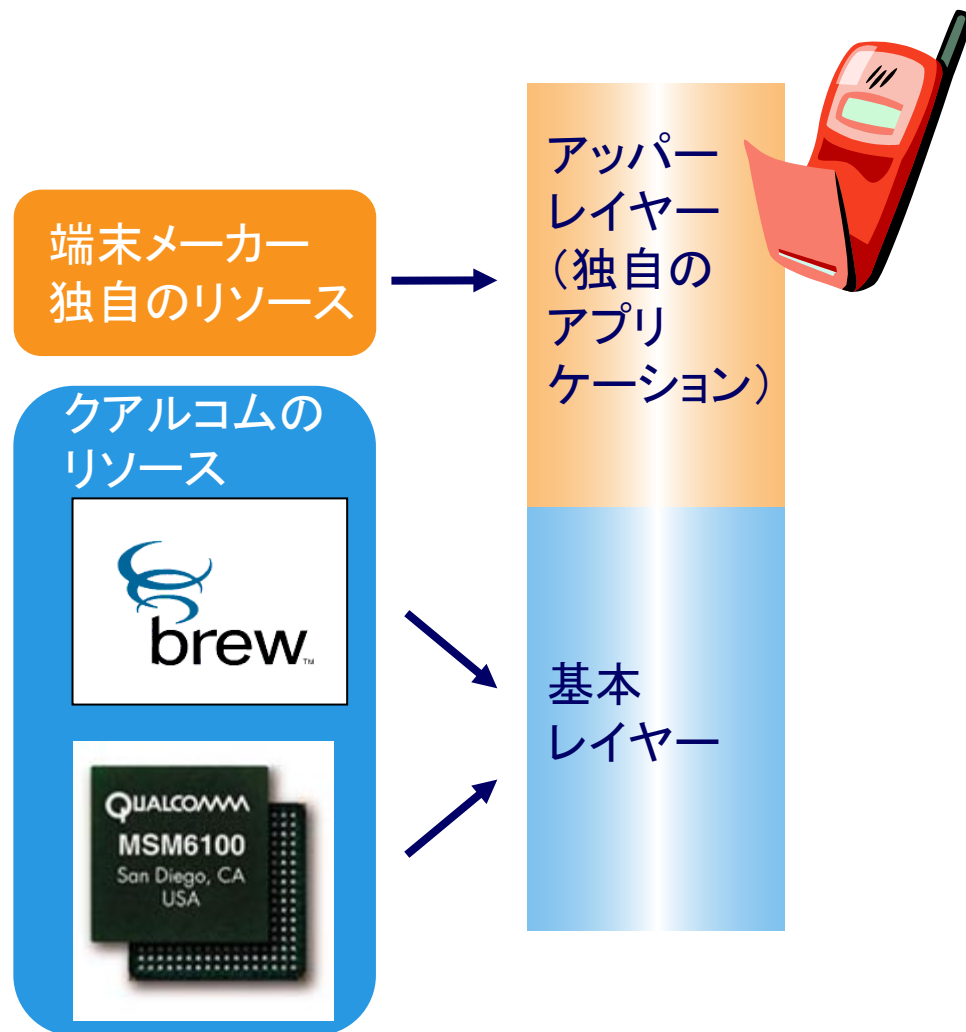 端末メーカー
独自のリソース
クアルコムの
リソース
brew™
QUALCOMM
MSM6100
San Diego, CA
USA
アッパー
レイヤー
（独自の
アプリ
ケーション）
基本
レイヤー